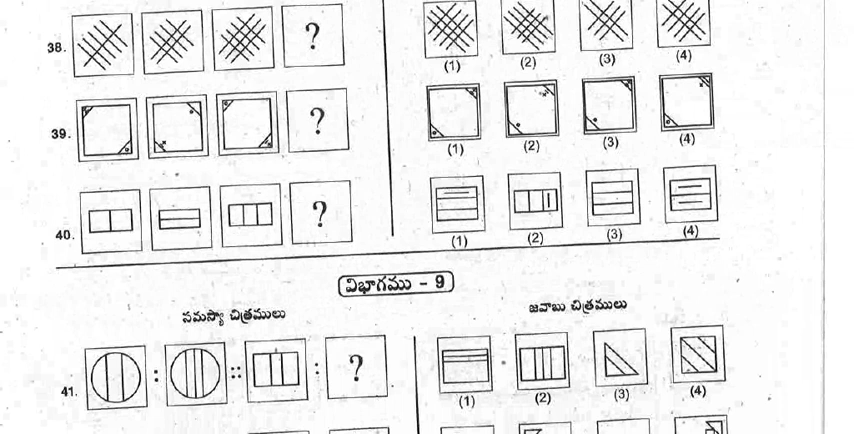 38. ? (1) (2) (3) (4)
39. ? (1) (2) (3) (4)
40. ? (1) (2) (3) (4)
విభాగము - 9
సమస్యా చిత్రములు జవాబు చిత్రములు
41. : :: : ? (1) (2) (3) (4)